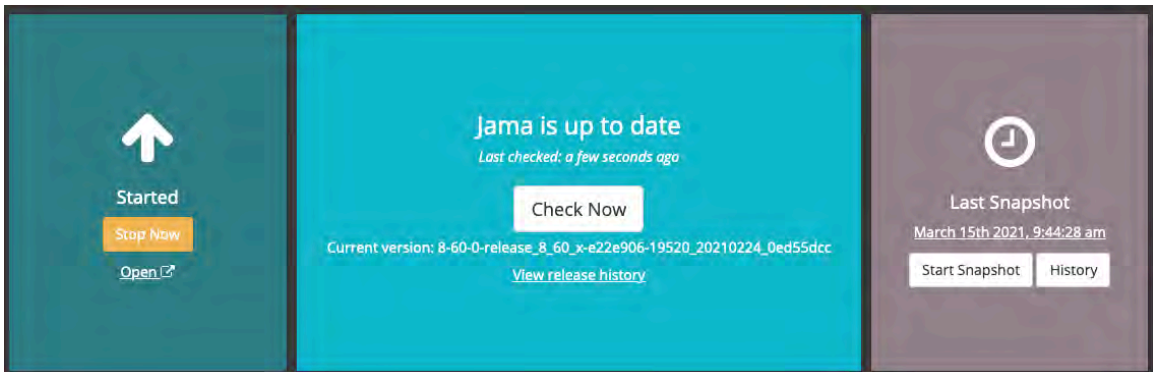 Started
Stop Now
Open
Jama is up to date
Last checked: a few seconds ago
Check Now
Current version: 8-60-0-release_8_60_x-e22e906-19520_20210224_0ed55dcc
View release history
Last Snapshot
March 15th 2021, 9:44:28 am
Start Snapshot History